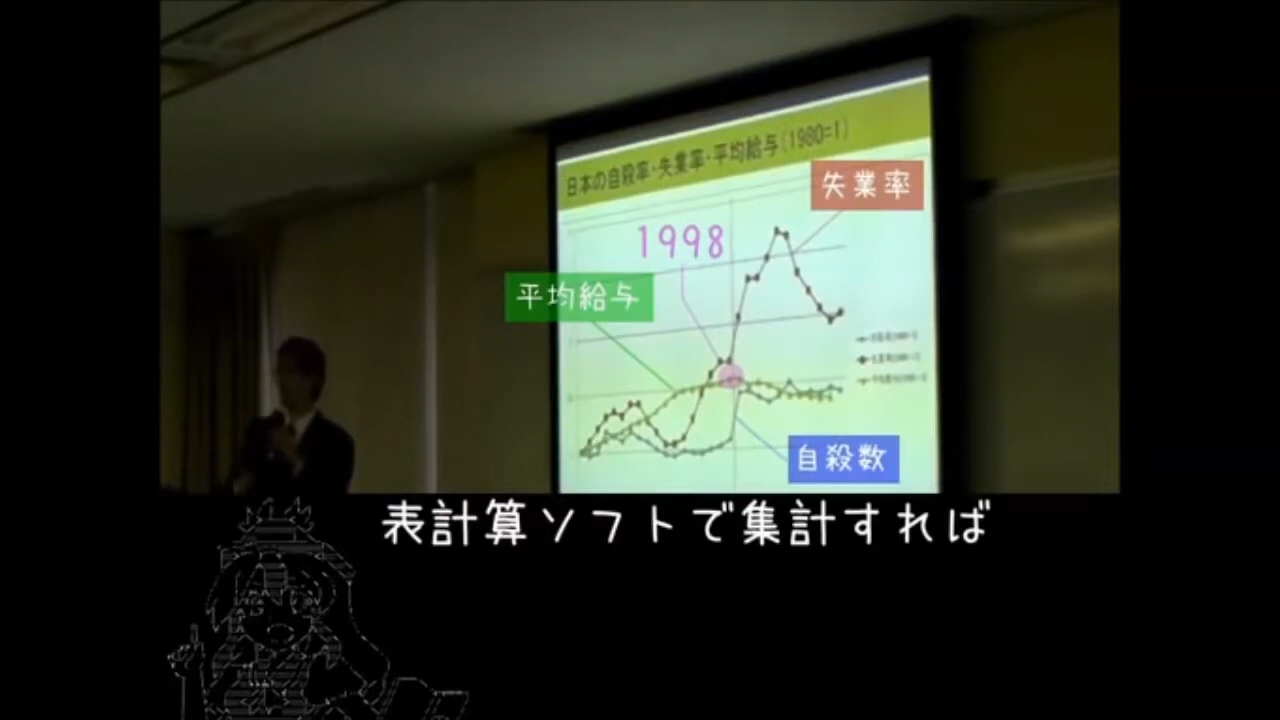 日本の自殺率・失業率・平均給与(1980=1)
失業率
1998
平均給与
自殺数
表計算ソフトで集計すれば